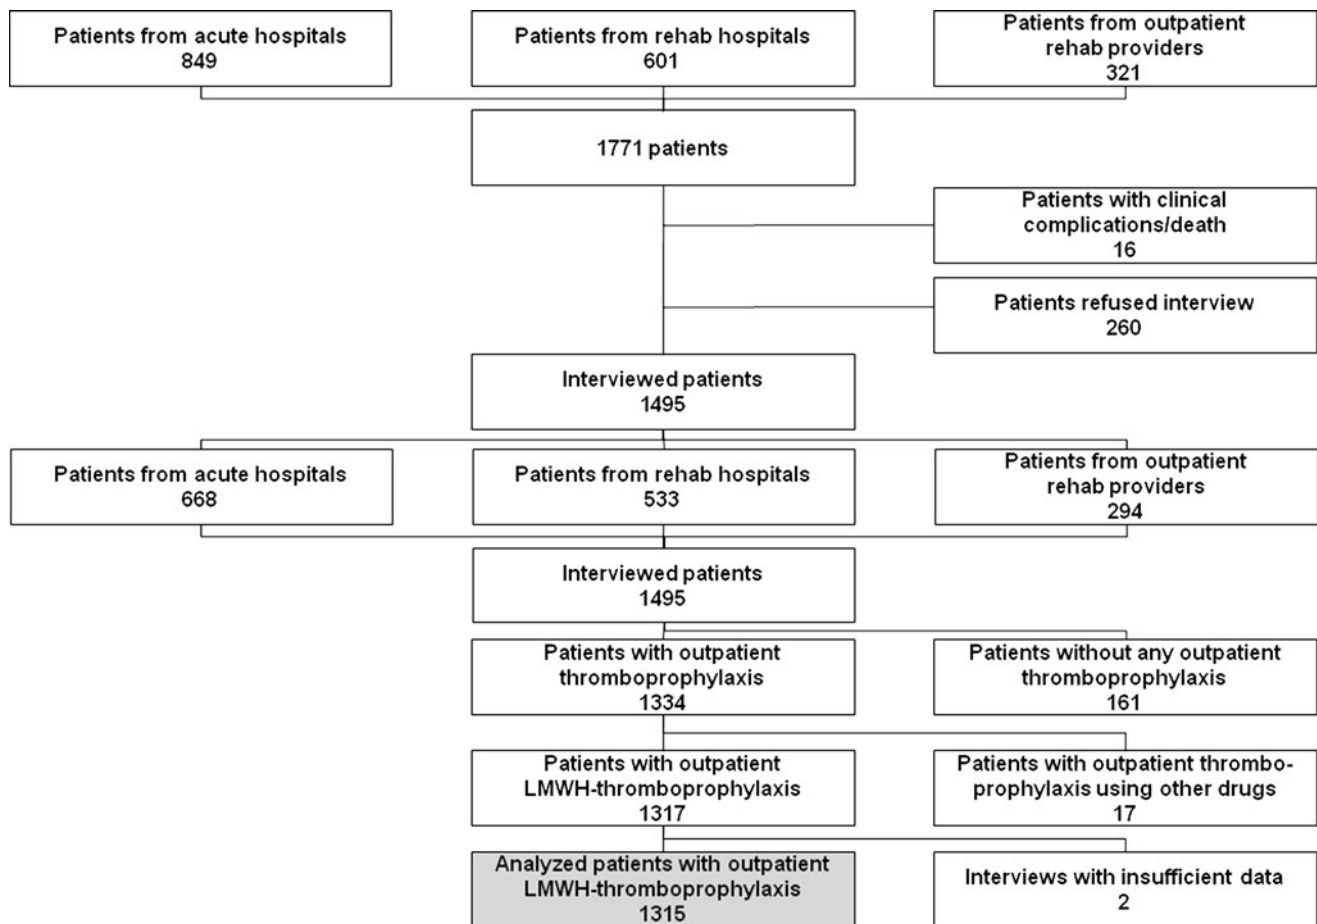 Patients from acute hospitals
849
Patients from rehab hospitals
601
Patients from outpatient
rehab providers
321
1771 patients
Patients with clinical
complications/death
16
Patients refused interview
260
Interviewed patients
1495
Patients from acute hospitals
668
Patients from rehab hospitals
533
Patients from outpatient
rehab providers
294
Interviewed patients
1495
Patients with outpatient
thromboprophylaxis
1334
Patients without any outpatient
thromboprophylaxis
161
Patients with outpatient
LMWH-thromboprophylaxis
1317
Patients with outpatient thrombo-
prophylaxis using other drugs
17
Analyzed patients with outpatient
LMWH-thromboprophylaxis
1315
Interviews with insufficient data
2